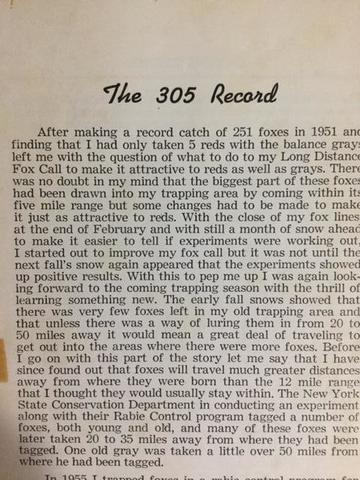 The 305 Record
After making a record catch of 251 foxes in 1951 and
finding that I had only taken 5 reds with the balance grays
left me with the question of what to do to my Long Distance
Fox Call to make it attractive to reds as well as grays. There
was no doubt in my mind that the biggest part of these foxes
had been drawn into my trapping area by coming within its
five mile range but some changes had to be made to make
it just as attractive to reds. With the close of my fox lines
at the end of February and with still a month of snow ahead
to make it easier to tell if experiments were working out,
I started out to improve my fox call but it was not until the
next fall's snow again appeared that the experiments showed
up positive results. With this to pep me up I was again look-
ing forward to the coming trapping season with the thrill of
learning something new. The early fall snows showed that
there was very few foxes left in my old trapping area and
that unless there was a way of luring them in from 20 to
50 miles away it would mean a great deal of traveling to
get out into the areas where there were more foxes. Before
I go on with this part of the story let me say that I have
since found out that foxes will travel much greater distances
away from where they were born than the 12 mile range
that I thought they would usually stay within. The New York
State Conservation Department in conducting an experiment
along with their Rabie Control program tagged a number of
foxes, both young and old, and many of these foxes were
later taken 20 to 35 miles away from where they had been
tagged. One old gray was taken a little over 50 miles from
where he had been tagged.
In 1955 I trapped foxes in a rabie control program for